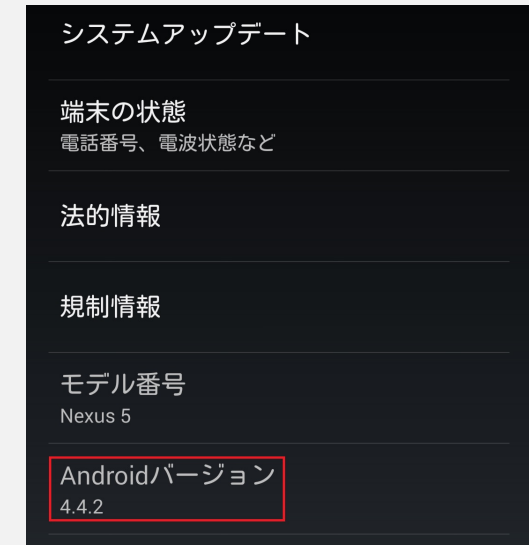 システムアップデート
端末の状態
電話番号、電波状態など
法的情報
規制情報
モデル番号
Nexus 5
Androidバージョン
4.4.2